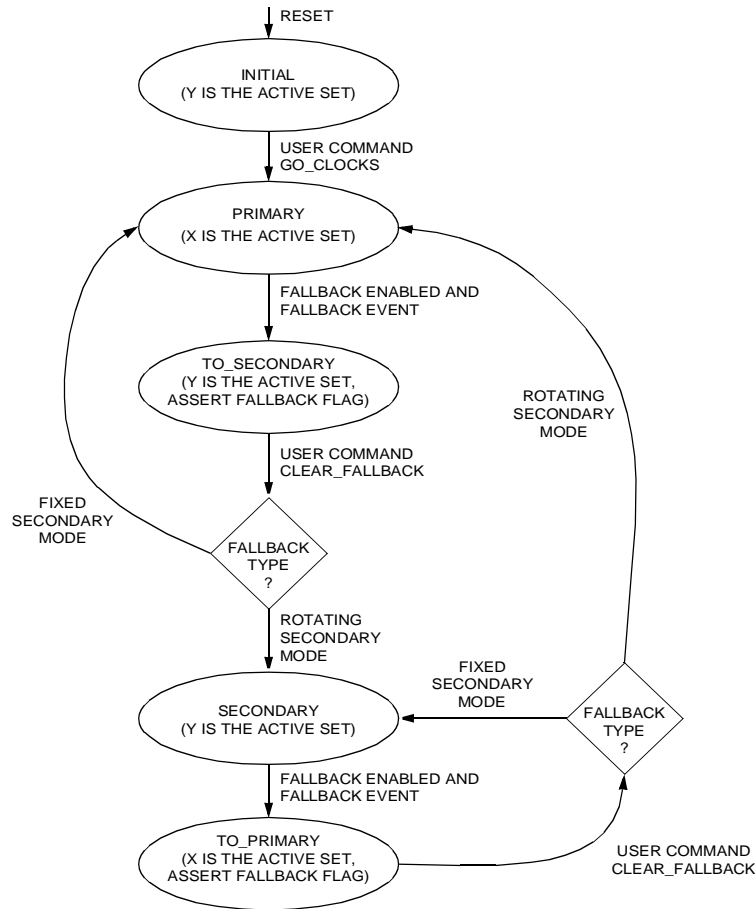 RESET
INITIAL
(Y IS THE ACTIVE SET)
USER COMMAND
GO_CLOCKS
PRIMARY
(X IS THE ACTIVE SET)
FALLBACK ENABLED AND
FALLBACK EVENT
TO_SECONDARY
(Y IS THE ACTIVE SET,
ASSERT FALLBACK FLAG)
ROTATING
SECONDARY
MODE
USER COMMAND
CLEAR_FALLBACK
FIXED
SECONDARY
MODE
FALLBACK
TYPE
?
ROTATING
SECONDARY
MODE
FIXED
SECONDARY
MODE
SECONDARY
(Y IS THE ACTIVE SET)
FALLBACK
TYPE
?
FALLBACK ENABLED AND
FALLBACK EVENT
TO_PRIMARY
(X IS THE ACTIVE SET,
ASSERT FALLBACK FLAG)
USER COMMAND
CLEAR_FALLBACK